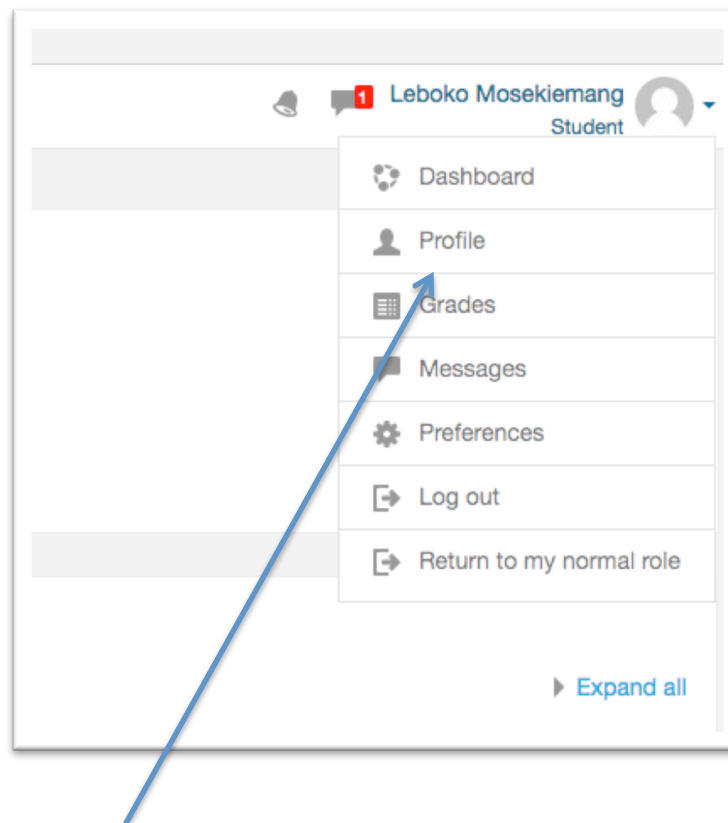 1 Leboko Mosekiemang
Student
Dashboard
Profile
Grades
Messages
Preferences
Log out
Return to my normal role
Expand all